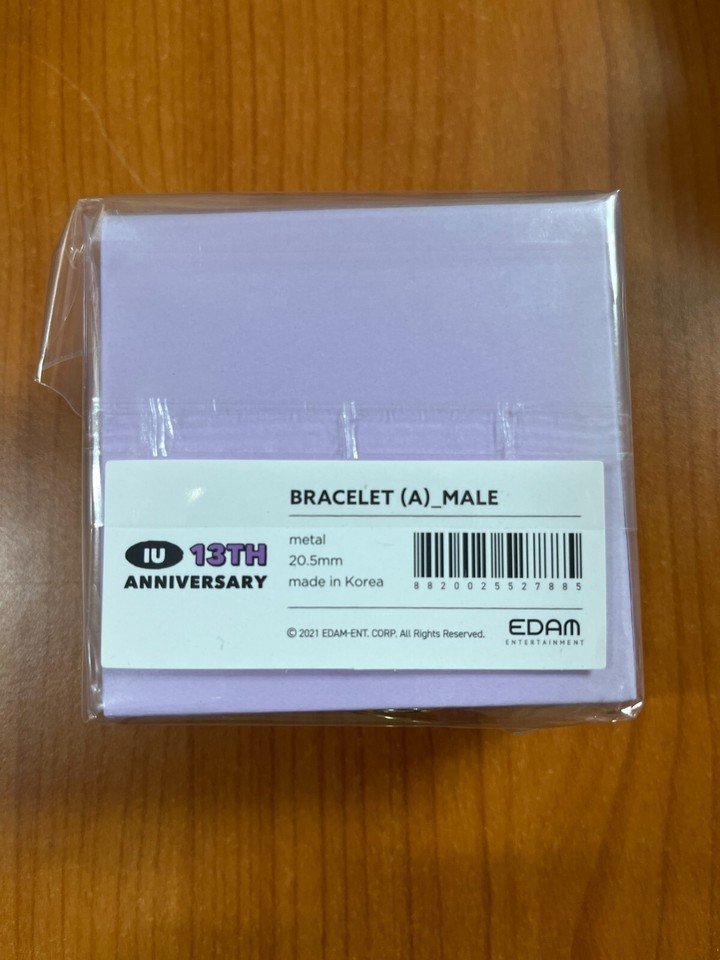 BRACELET (A)_MALE
IU 13TH
ANNIVERSARY
metal
20.5mm
made in Korea
8820025527885
© 2021 EDAM-ENT. CORP. All Rights Reserved.
EDAM
ENTERTAINMENT